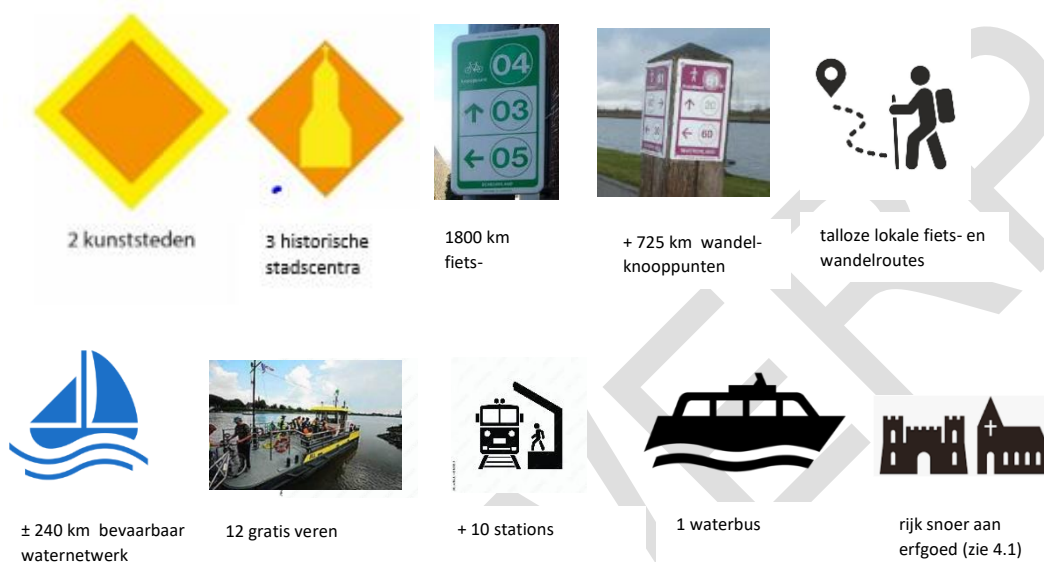 04
03
05
20
60
2 kunststeden
3 historische
stadscentra
1800 km
fiets-
+ 725 km wandel-
knooppunten
talloze lokale fiets- en
wandelroutes
± 240 km bevaarbaar
waternetwerk
12 gratis veren
+ 10 stations
1 waterbus
rijk snoer aan
erfgoed (zie 4.1)